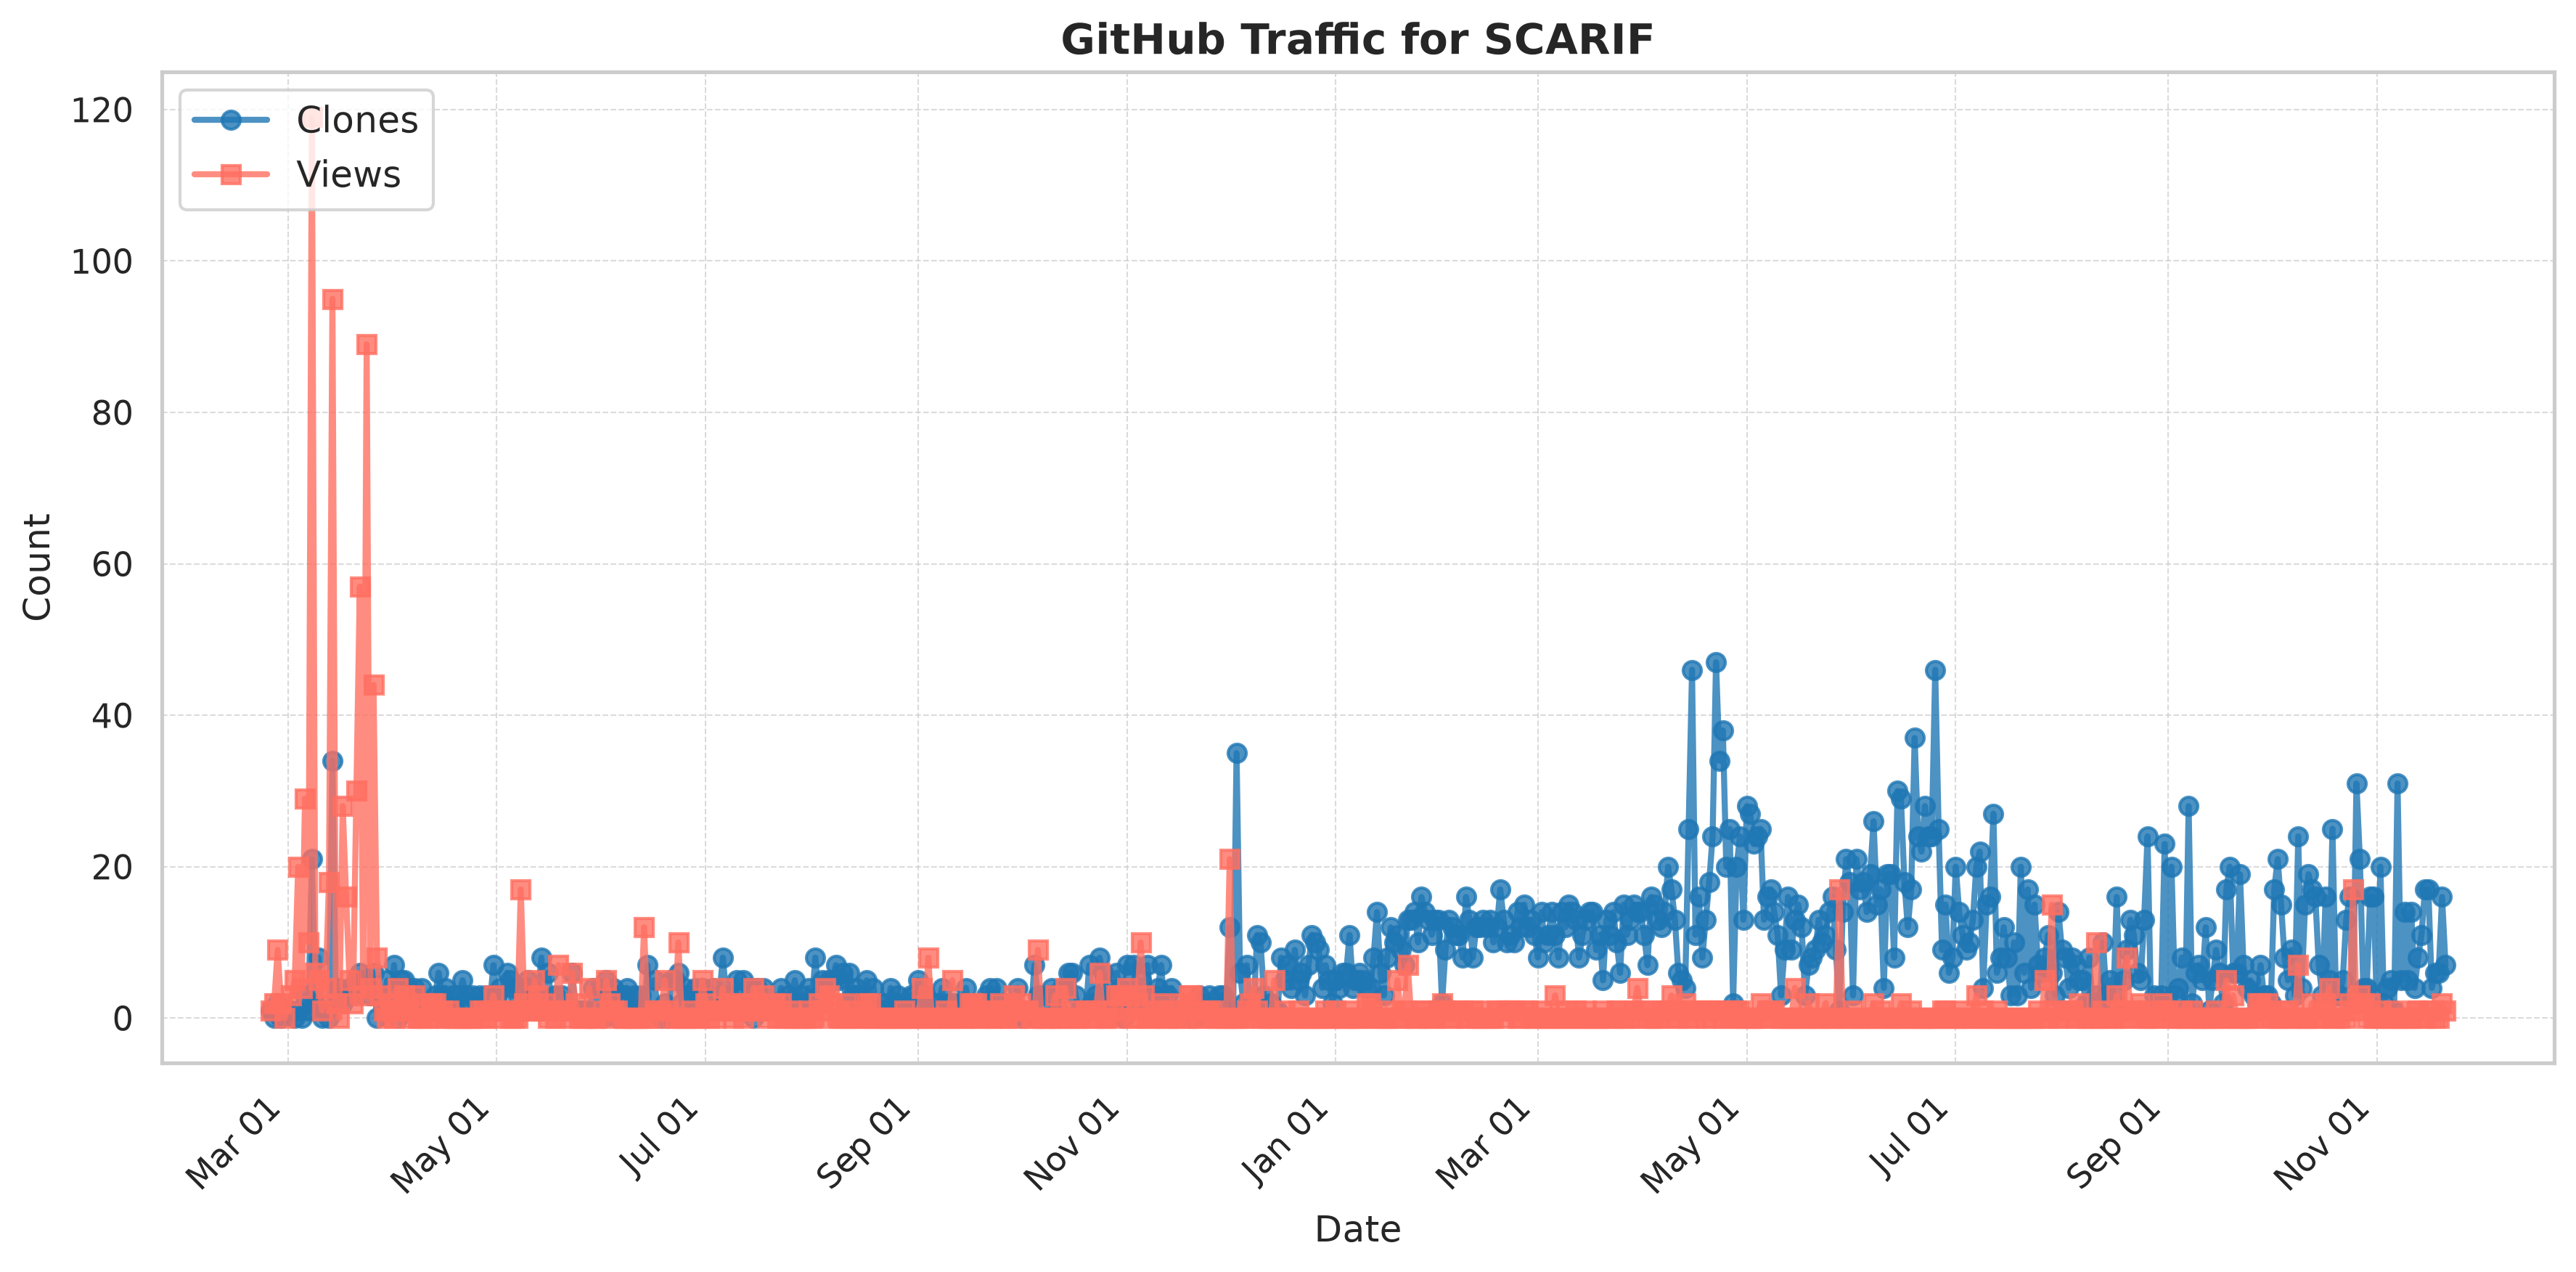 GitHub Traffic for SCARIF
Clones
Views
120
100
80
60
40
20
0
Count
Mar 01
May 01
Jul 01
Sep 01
Nov 01
Jan 01
Mar 01
May 01
Jul 01
Sep 01
Nov 01
Date